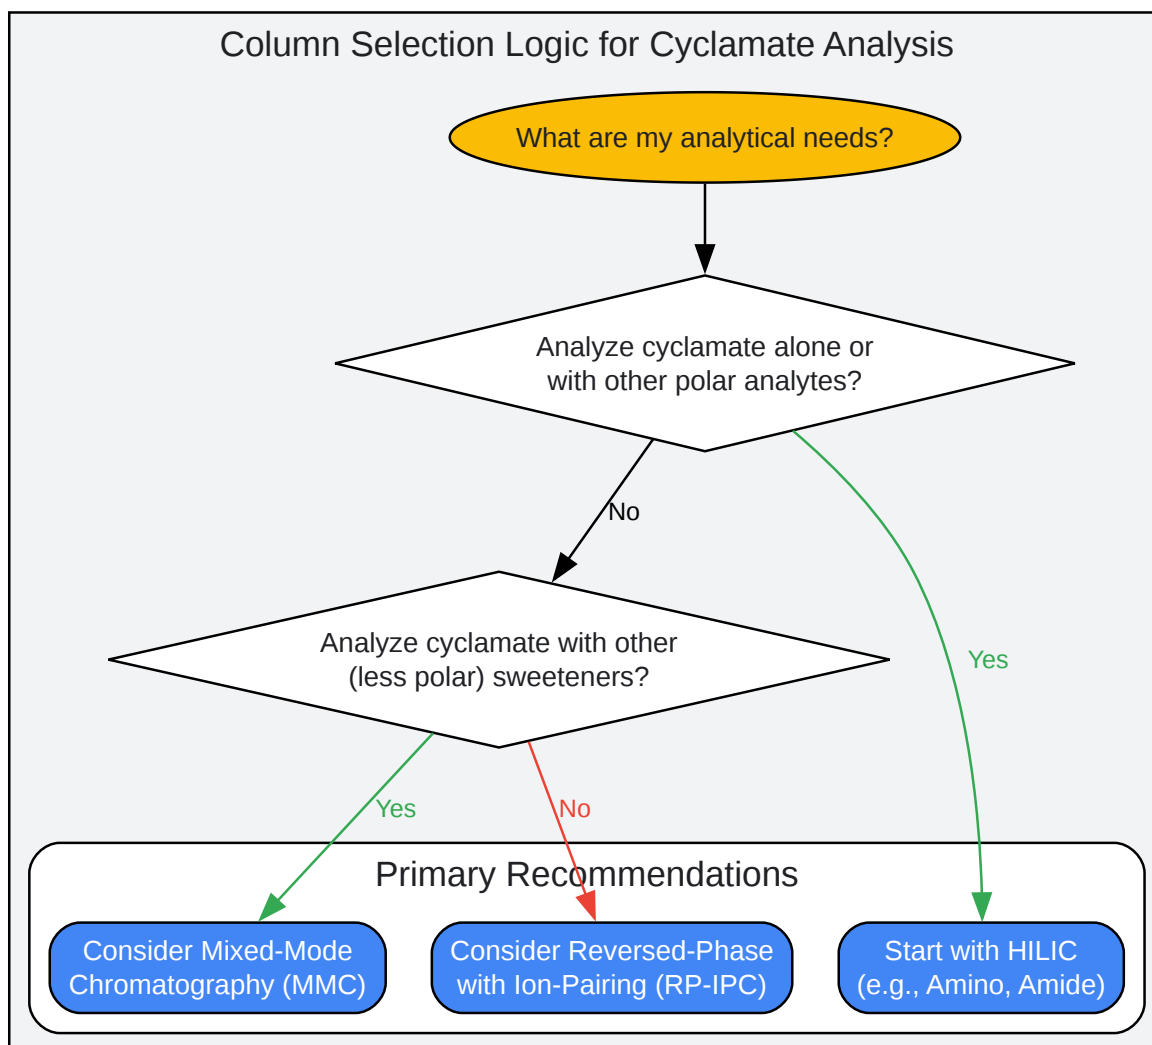 Column Selection Logic for Cyclamate Analysis
What are my analytical needs?
Analyze cyclamate alone or
with other polar analytes?
No
Analyze cyclamate with other
(less polar) sweeteners?
Yes
Yes
No
Primary Recommendations
Consider Mixed-Mode
Chromatography (MMC)
Consider Reversed-Phase
with Ion-Pairing (RP-IPC)
Start with HILIC
(e.g., Amino, Amide)